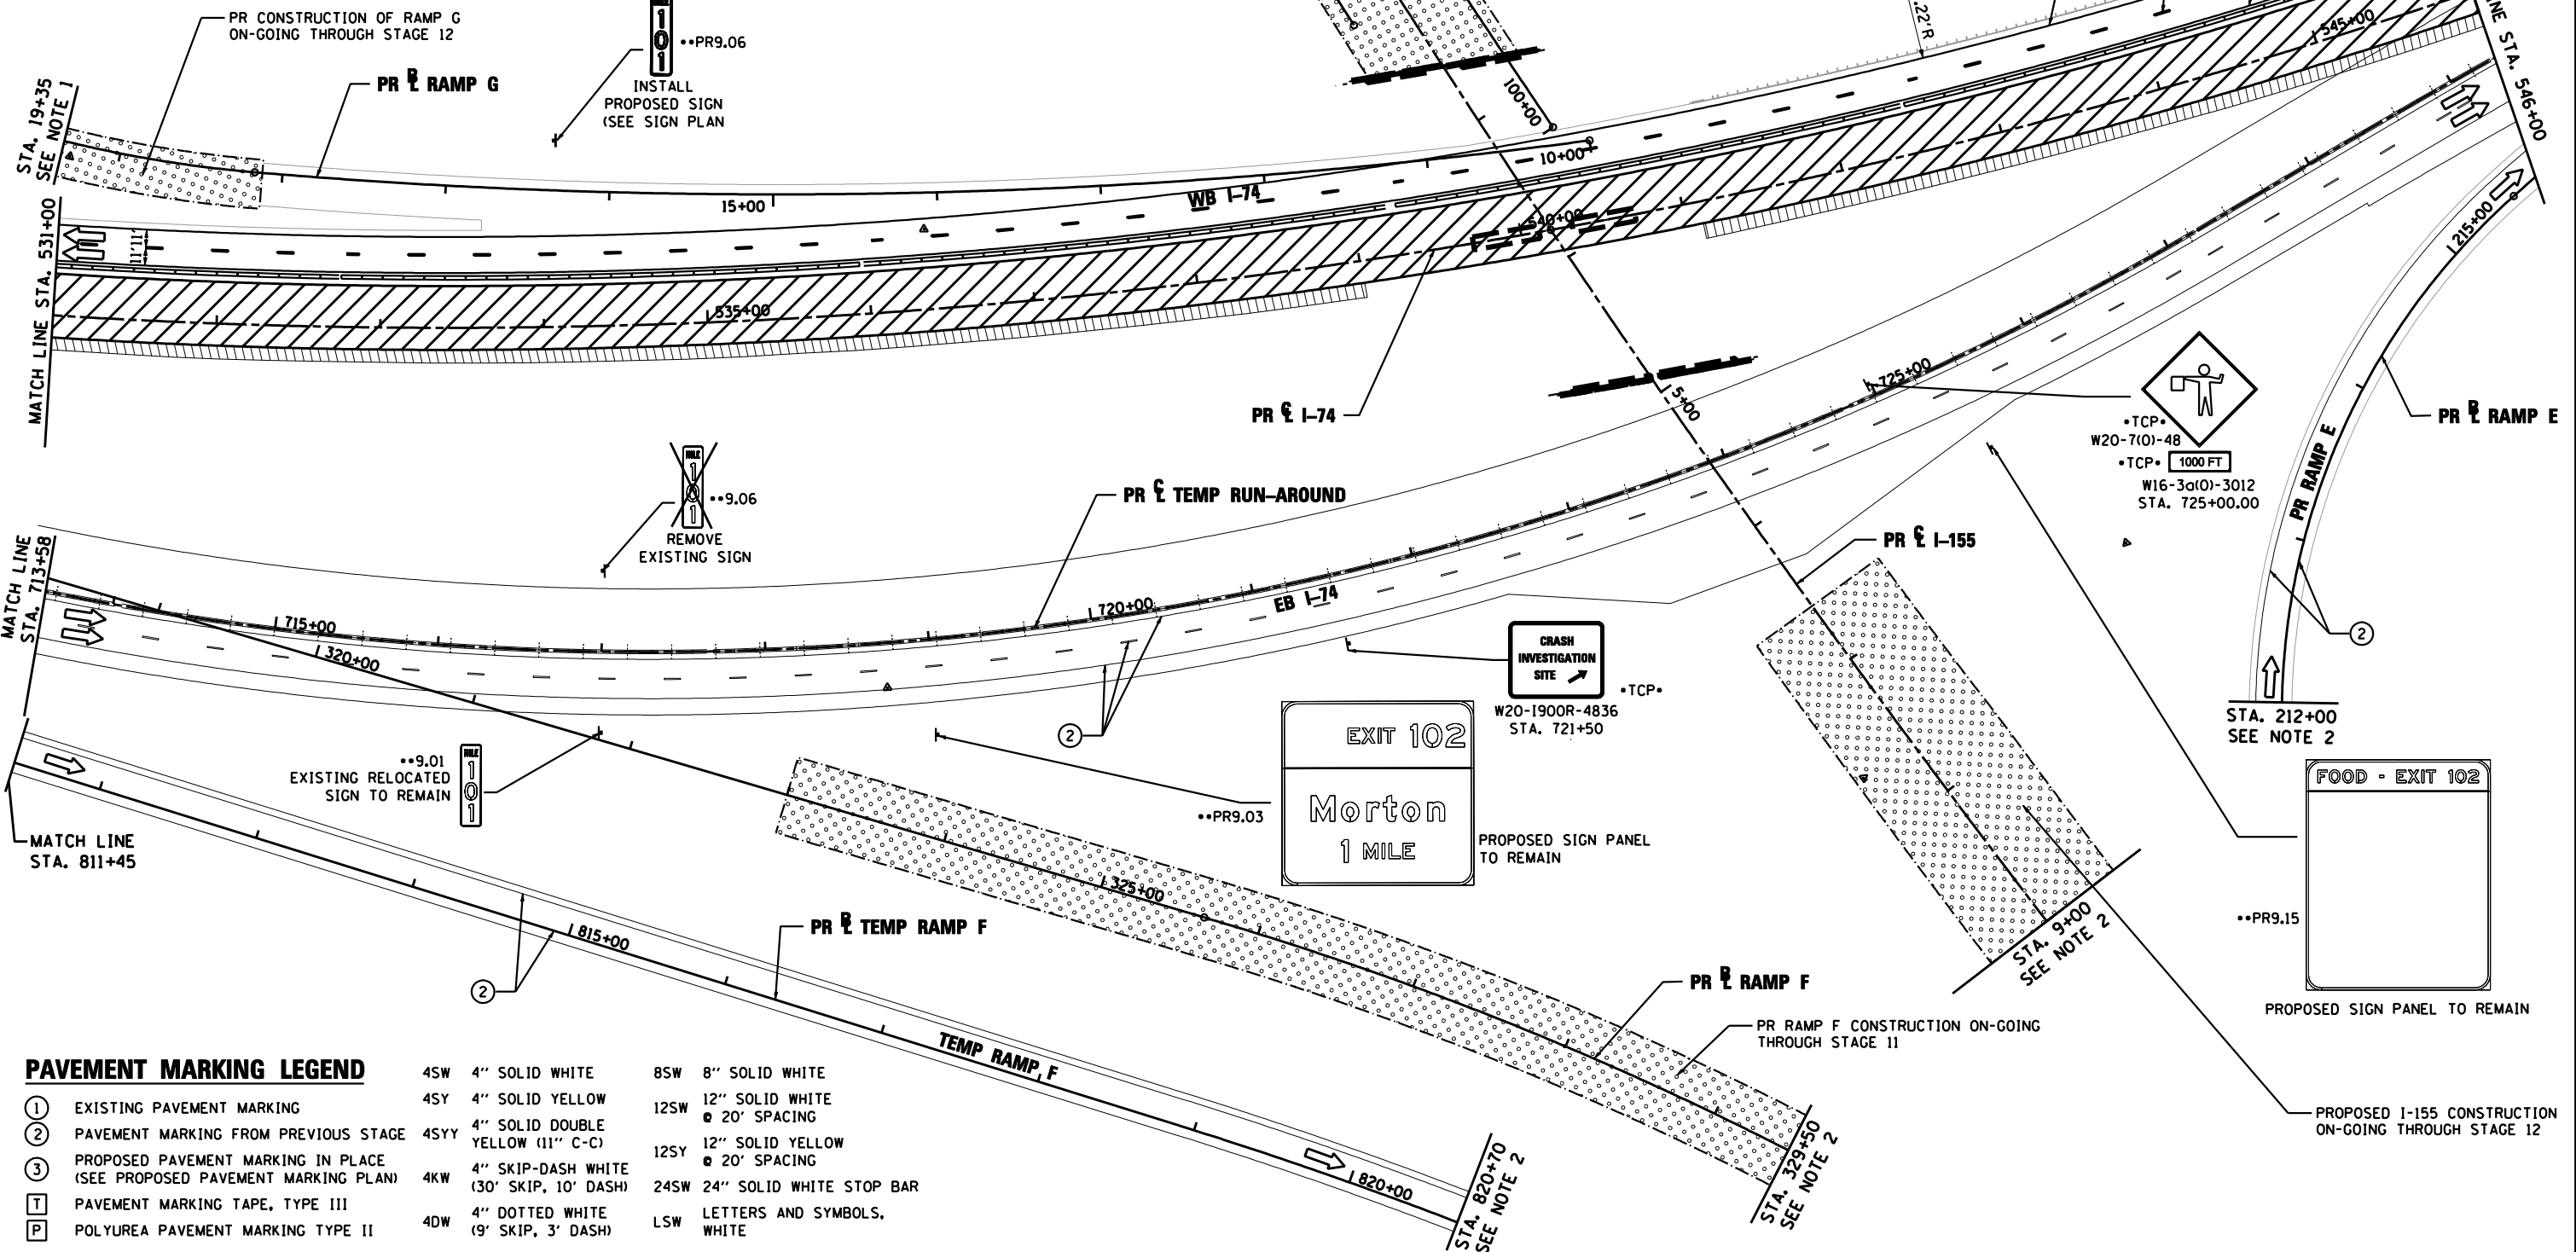 PR CONSTRUCTION OF RAMP G
ON-GOING THROUGH STAGE 12
PR ℄ RAMP G
STA. 19+35
SEE NOTE 1
1
0
1
••PR9.06
INSTALL
PROPOSED SIGN
(SEE SIGN PLAN
100+00
.22'R
545+00
STA. 546+00
10+00
WB I-74
15+00
540+00
11'
11'
MATCH LINE STA. 531+00
535+00
PR ℄ I-74
5+00
725+00
•TCP•
W20-7(O)-48
•TCP•
1000 FT
W16-3a(O)-3012
STA. 725+00.00
215+00
PR RAMP E
PR ℄ RAMP E
MILE
1
0
1
••9.06
REMOVE
EXISTING SIGN
PR ℄ TEMP RUN-AROUND
PR ℄ I-155
MATCH LINE
STA. 713+58
715+00
720+00
EB I-74
320+00
CRASH
INVESTIGATION
SITE
•TCP•
W20-I900R-4836
STA. 721+50
2
2
STA. 212+00
SEE NOTE 2
••9.01
EXISTING RELOCATED
SIGN TO REMAIN
MILE
1
0
1
EXIT 102
Morton
1 MILE
••PR9.03
PROPOSED SIGN PANEL
TO REMAIN
FOOD - EXIT 102
••PR9.15
PROPOSED SIGN PANEL TO REMAIN
MATCH LINE
STA. 811+45
325+00
815+00
PR ℄ TEMP RAMP F
2
STA. 9+00
SEE NOTE 2
PR ℄ RAMP F
PR RAMP F CONSTRUCTION ON-GOING
THROUGH STAGE 11
TEMP RAMP F
820+00
STA. 820+70
SEE NOTE 2
STA. 329+50
SEE NOTE 2
PROPOSED I-155 CONSTRUCTION
ON-GOING THROUGH STAGE 12
PAVEMENT MARKING LEGEND
1 EXISTING PAVEMENT MARKING
2 PAVEMENT MARKING FROM PREVIOUS STAGE
3 PROPOSED PAVEMENT MARKING IN PLACE
(SEE PROPOSED PAVEMENT MARKING PLAN)
T PAVEMENT MARKING TAPE, TYPE III
P POLYUREA PAVEMENT MARKING TYPE II
4SW 4" SOLID WHITE
4SY 4" SOLID YELLOW
4SYY 4" SOLID DOUBLE
YELLOW (11" C-C)
4KW 4" SKIP-DASH WHITE
(30' SKIP, 10' DASH)
4DW 4" DOTTED WHITE
(9' SKIP, 3' DASH)
8SW 8" SOLID WHITE
12SW 12" SOLID WHITE
@ 20' SPACING
12SY 12" SOLID YELLOW
@ 20' SPACING
24SW 24" SOLID WHITE STOP BAR
LSW LETTERS AND SYMBOLS,
WHITE